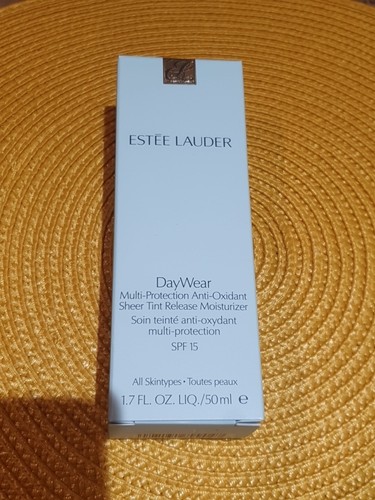 ESTĒE LAUDER
DayWear
Multi-Protection Anti-Oxidant
Sheer Tint Release Moisturizer
Soin teinté anti-oxydant
multi-protection
SPF 15
All Skintypes • Toutes peaux
1.7 FL. OZ. LIQ./50 ml ℮